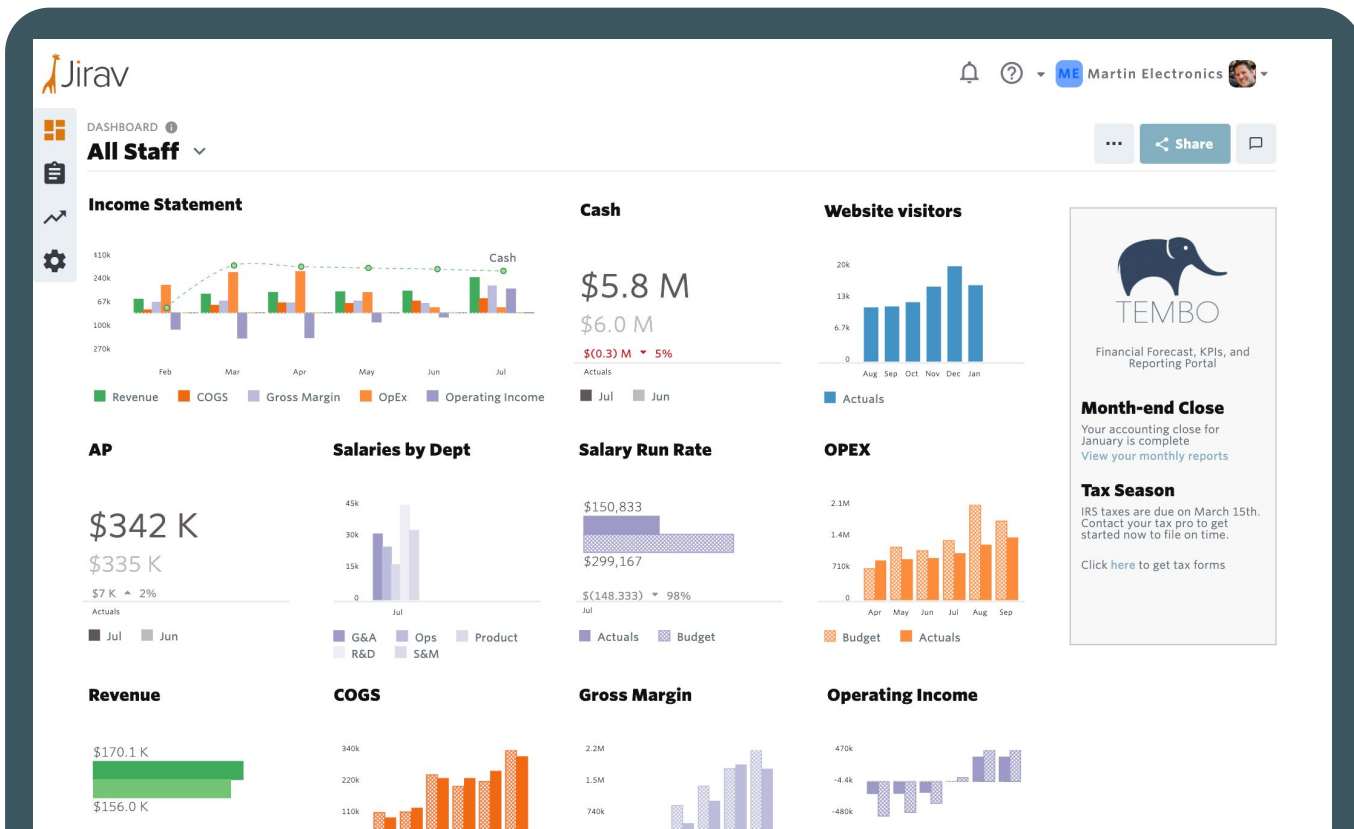 Jirav
ME Martin Electronics
DASHBOARD
All Staff
... Share
Income Statement
410k
240k
67k
100k
270k
Cash
Feb Mar Apr May Jun Jul
Revenue COGS Gross Margin OpEx Operating Income
Cash
$5.8 M
$6.0 M
$(0.3) M 5%
Actuals
Jul Jun
Website visitors
20k
13k
6.7k
0
Aug Sep Oct Nov Dec Jan
Actuals
TEMBO
Financial Forecast, KPIs, and
Reporting Portal
Month-end Close
Your accounting close for
January is complete
View your monthly reports
Tax Season
IRS taxes are due on March 15th.
Contact your tax pro to get
started now to file on time.
Click here to get tax forms
AP
$342 K
$335 K
$7 K 2%
Actuals
Jul Jun
Salaries by Dept
45k
30k
15k
0
Jul
G&A Ops Product
R&D S&M
Salary Run Rate
$150,833
$299,167
$(148,333) 98%
Jul
Actuals Budget
OPEX
2.1M
1.4M
710k
0
Apr May Jun Jul Aug Sep
Budget Actuals
Revenue
$170.1 K
$156.0 K
COGS
340k
220k
110k
Gross Margin
2.2M
1.5M
740k
Operating Income
470k
-4.4k
-480k